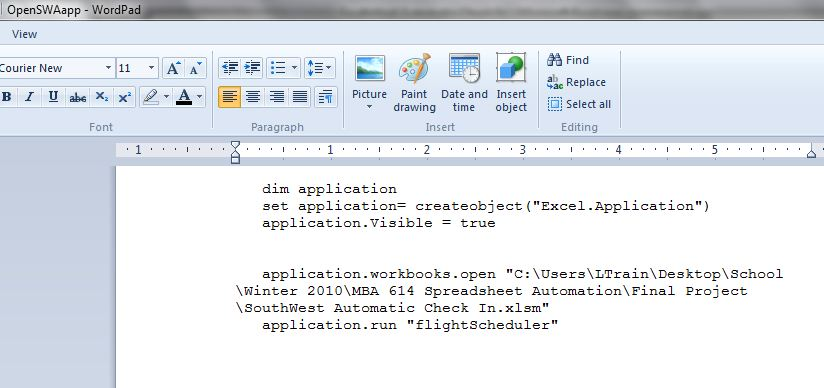 OpenSWAapp - WordPad
View
Courier New 11 A A
Find
Replace
Select all
B I U abc X₂ X² A
Picture Paint drawing Date and time Insert object
Font Paragraph Insert Editing
1 1 2 3 4 5
dim application
set application= createobject("Excel.Application")
application.Visible = true
application.workbooks.open "C:\Users\LTrain\Desktop\School
\Winter 2010\MBA 614 Spreadsheet Automation\Final Project
\SouthWest Automatic Check In.xlsm"
application.run "flightScheduler"